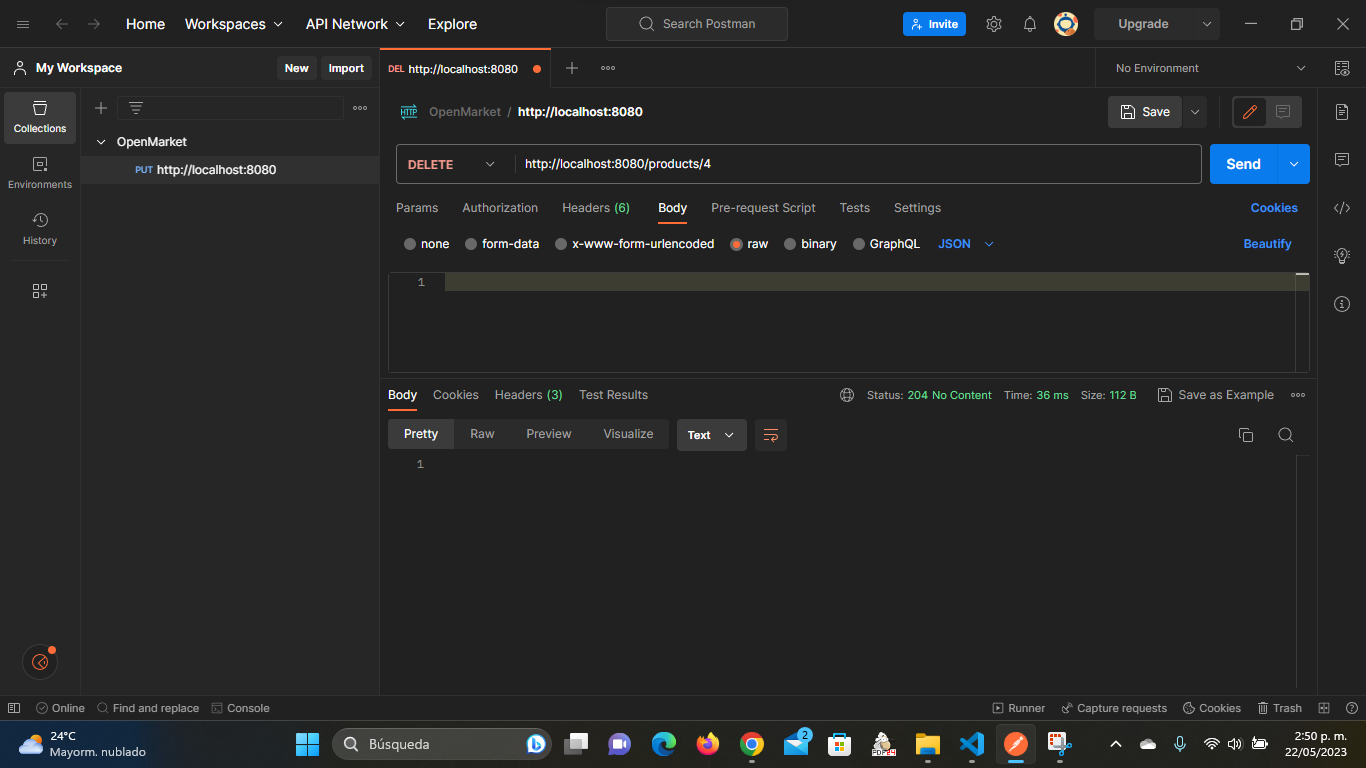 Home Workspaces API Network Explore Search Postman Invite Upgrade
My Workspace New Import DEL http://localhost:8080 No Environment
Collections
Environments
History
OpenMarket
PUT http://localhost:8080
HTTP OpenMarket / http://localhost:8080 Save
DELETE http://localhost:8080/products/4 Send
Params Authorization Headers (6) Body Pre-request Script Tests Settings Cookies
none form-data x-www-form-urlencoded raw binary GraphQL JSON Beautify
1
Body Cookies Headers (3) Test Results Status: 204 No Content Time: 36 ms Size: 112 B Save as Example
Pretty Raw Preview Visualize Text
1
Online Find and replace Console Runner Capture requests Cookies Trash
24°C
Mayorm. nublado
Búsqueda
2
PDF24
2:50 p. m.
22/05/2023